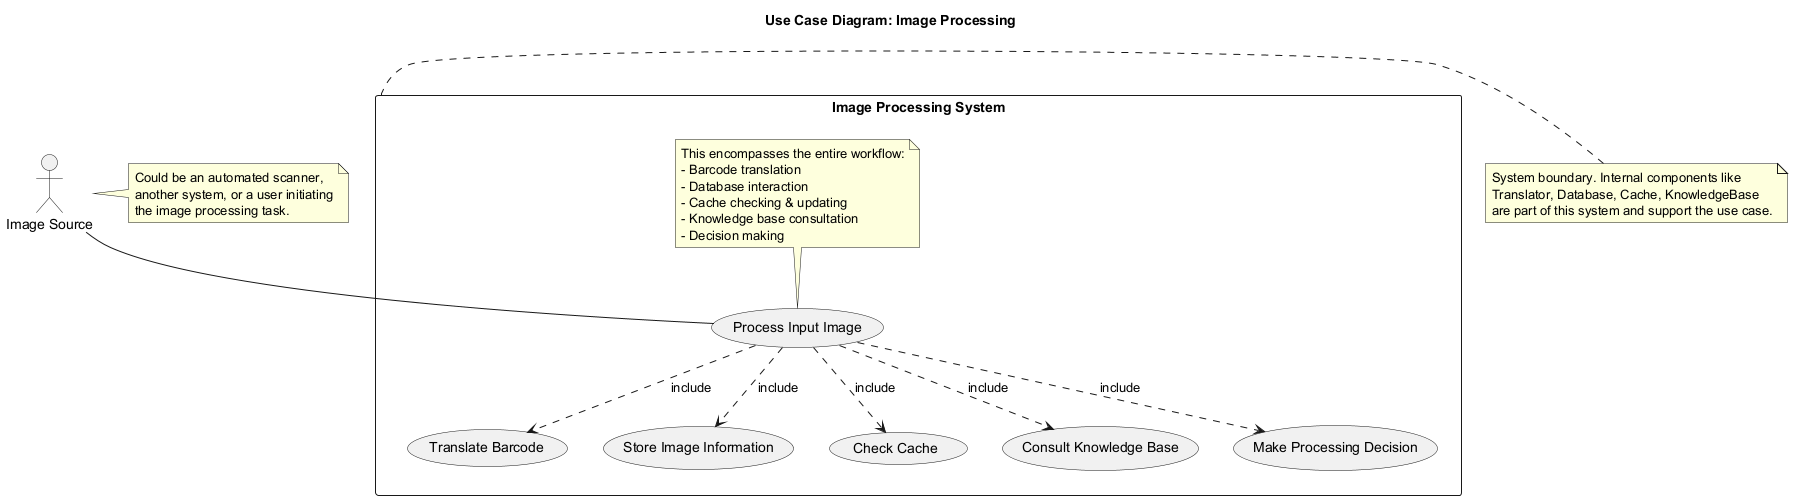 Use Case Diagram: Image Processing
Image Processing System
This encompasses the entire workflow:
- Barcode translation
- Database interaction
- Cache checking & updating
- Knowledge base consultation
- Decision making
Could be an automated scanner,
another system, or a user initiating
the image processing task.
System boundary. Internal components like
Translator, Database, Cache, KnowledgeBase
are part of this system and support the use case.
Image Source
Process Input Image
include
include
include
include
include
Translate Barcode
Store Image Information
Check Cache
Consult Knowledge Base
Make Processing Decision